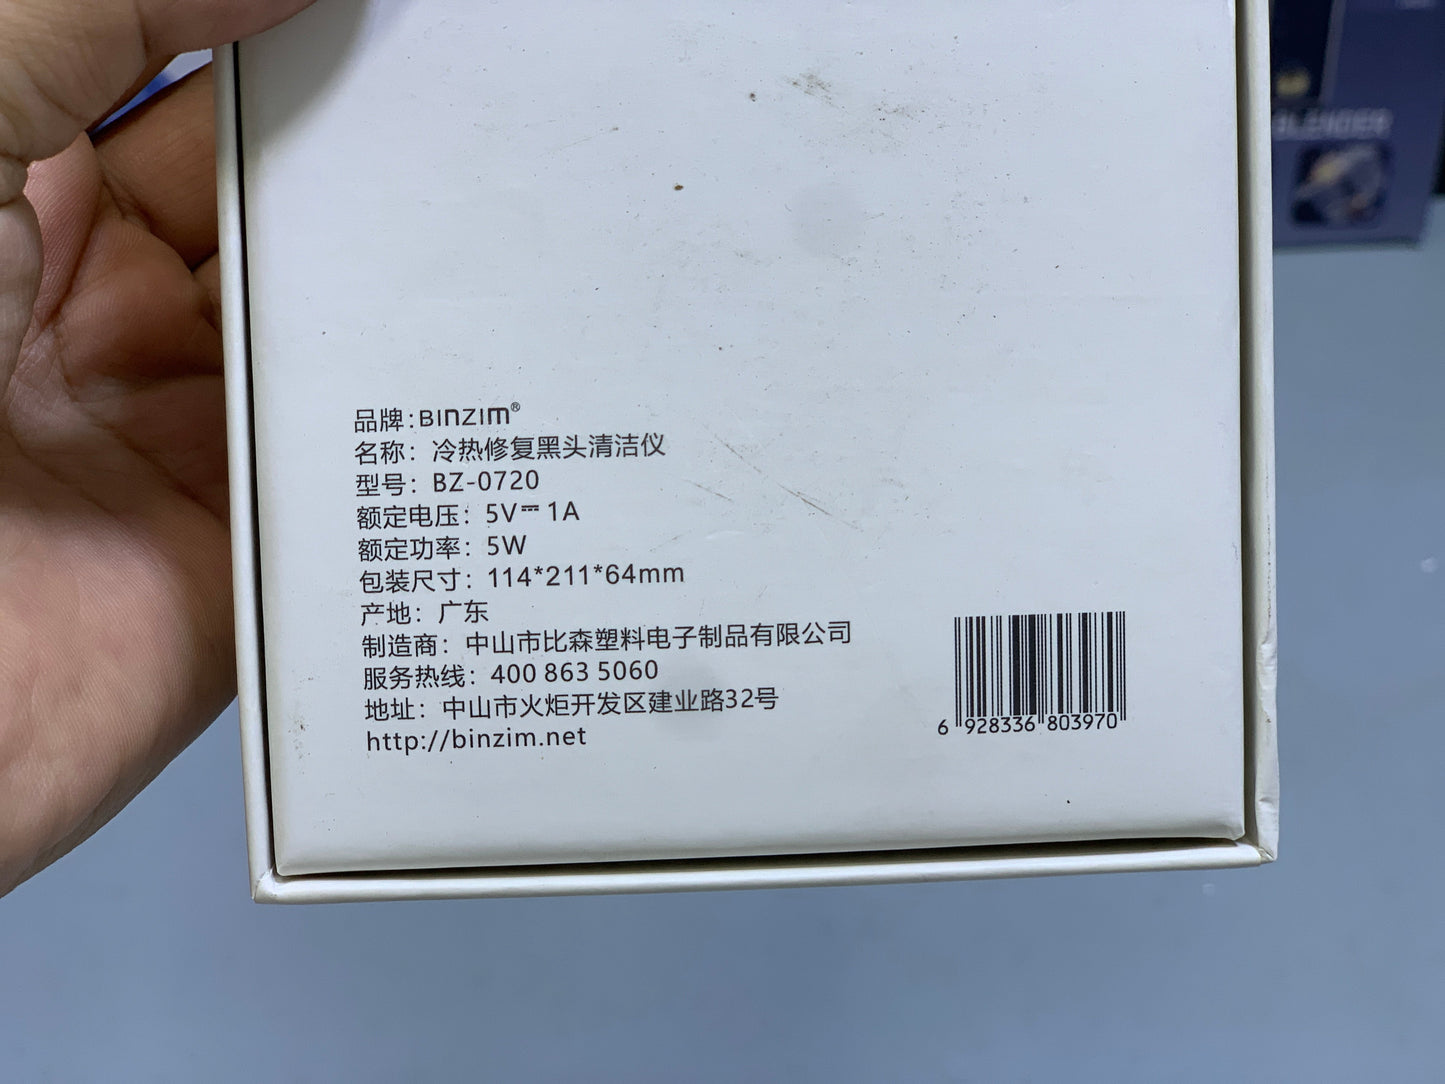 BLENDER
品牌:BINZIM®
名称：冷热修复黑头清洁仪
型号：BZ-0720
额定电压：5V⎓1A
额定功率：5W
包装尺寸：114*211*64mm
产地：广东
制造商：中山市比森塑料电子制品有限公司
服务热线：400 863 5060
地址：中山市火炬开发区建业路32号
http://binzim.net
6 928336 803970